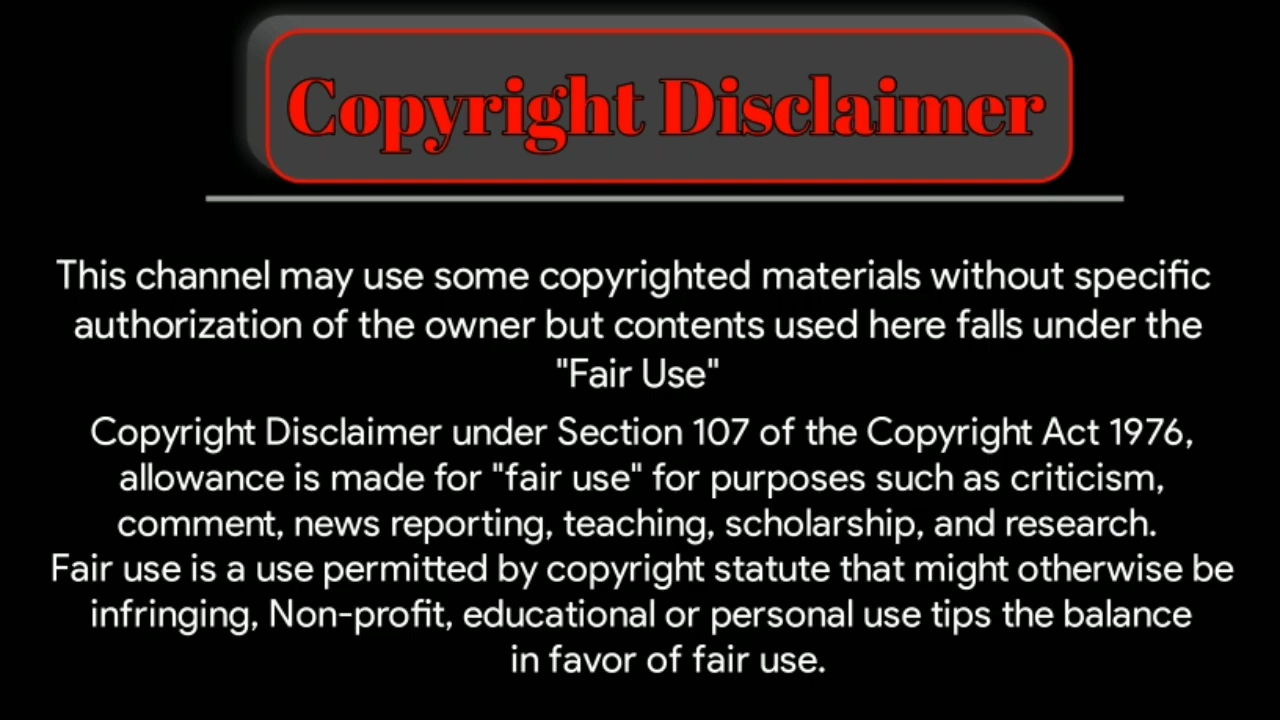 Copyright Disclaimer
This channel may use some copyrighted materials without specific
authorization of the owner but contents used here falls under the
"Fair Use"
Copyright Disclaimer under Section 107 of the Copyright Act 1976,
allowance is made for "fair use" for purposes such as criticism,
comment, news reporting, teaching, scholarship, and research.
Fair use is a use permitted by copyright statute that might otherwise be
infringing, Non-profit, educational or personal use tips the balance
in favor of fair use.